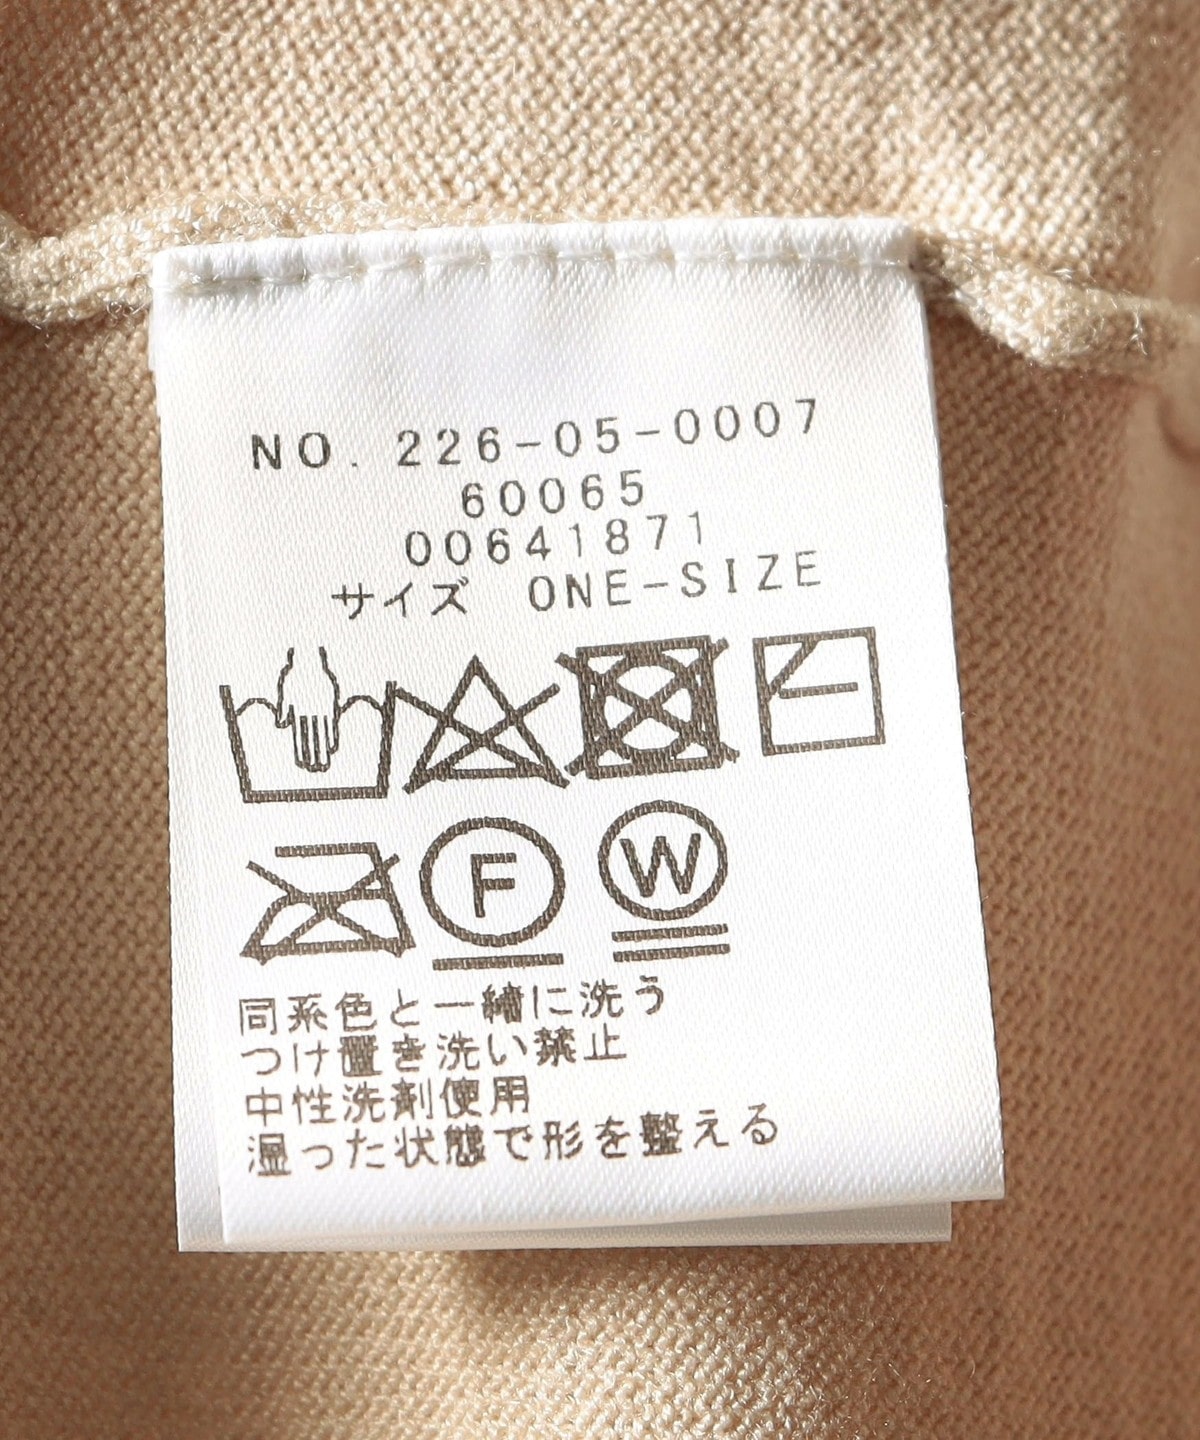 NO. 226-05-0007
60065
00641871
サイズ ONE-SIZE
F
W
同系色と一緒に洗う
つけ置き洗い禁止
中性洗剤使用
湿った状態で形を整える